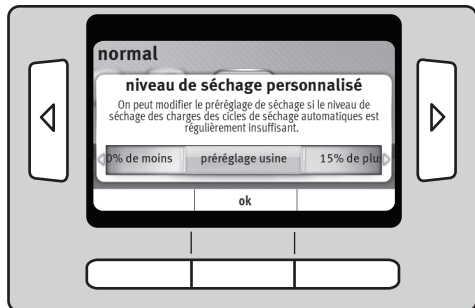 normal
niveau de séchage personnalisé
On peut modifier le préréglage de séchage si le niveau de
séchage des charges des cicles de séchage automatiques est
régulièrement insuffisant.
0% de moins préréglage usine 15% de plu
ok